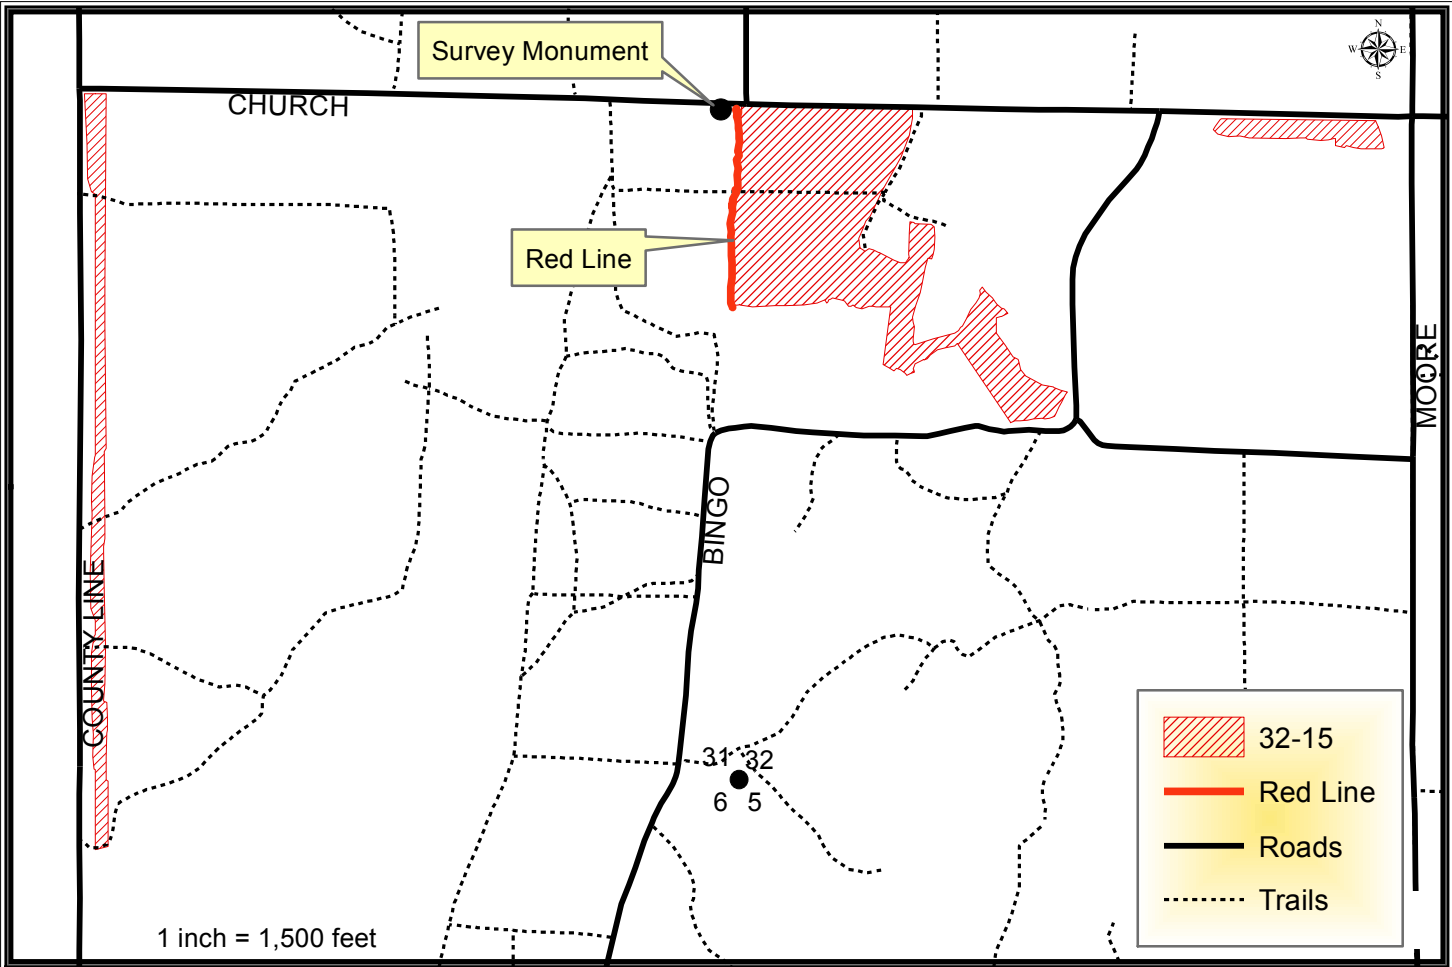 Survey Monument
N
W E
S
CHURCH
Red Line
MOORE
BINGO
COUNTY LINE
31 32
6 5
32-15
Red Line
Roads
Trails
1 inch = 1,500 feet